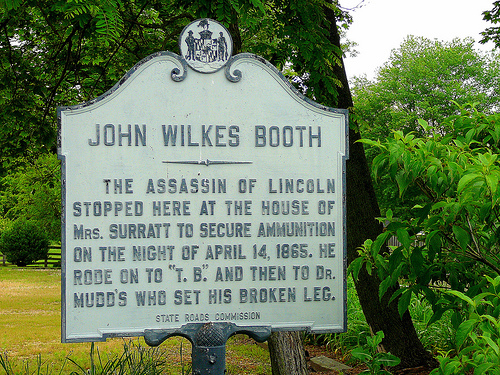 JOHN WILKES BOOTH
THE ASSASSIN OF LINCOLN
STOPPED HERE AT THE HOUSE OF
MRS. SURRATT TO SECURE AMMUNITION
ON THE NIGHT OF APRIL 14, 1865. HE
RODE ON TO "T. B." AND THEN TO DR.
MUDD'S WHO SET HIS BROKEN LEG.
STATE ROADS COMMISSION